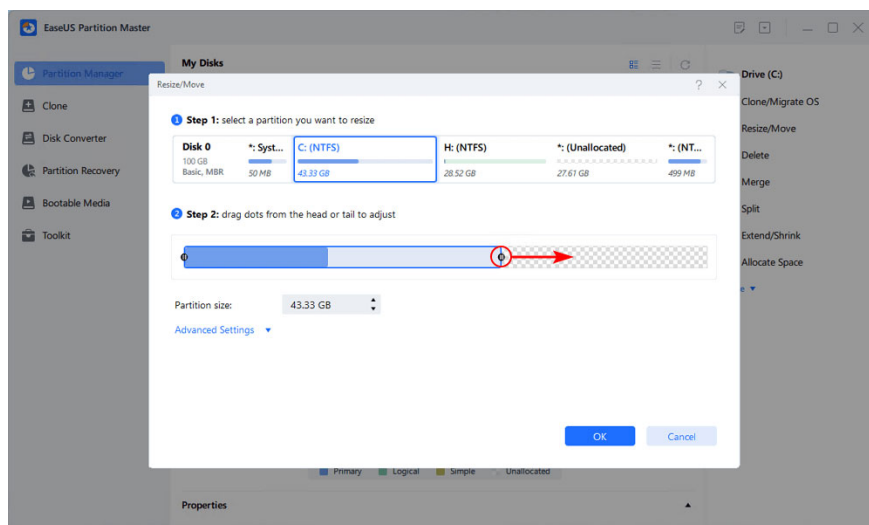 EaseUS Partition Master
Partition Manager
Clone
Disk Converter
Partition Recovery
Bootable Media
Toolkit
My Disks
Resize/Move
?
1 Step 1: select a partition you want to resize
Disk 0
100 GB
Basic, MBR
*: Syst...
50 MB
C: (NTFS)
43.33 GB
H: (NTFS)
28.52 GB
*: (Unallocated)
27.61 GB
*: (NT...
499 MB
2 Step 2: drag dots from the head or tail to adjust
Partition size: 43.33 GB
Advanced Settings
OK
Cancel
Primary Logical Simple Unallocated
Properties
Drive (C:)
Clone/Migrate OS
Resize/Move
Delete
Merge
Split
Extend/Shrink
Allocate Space